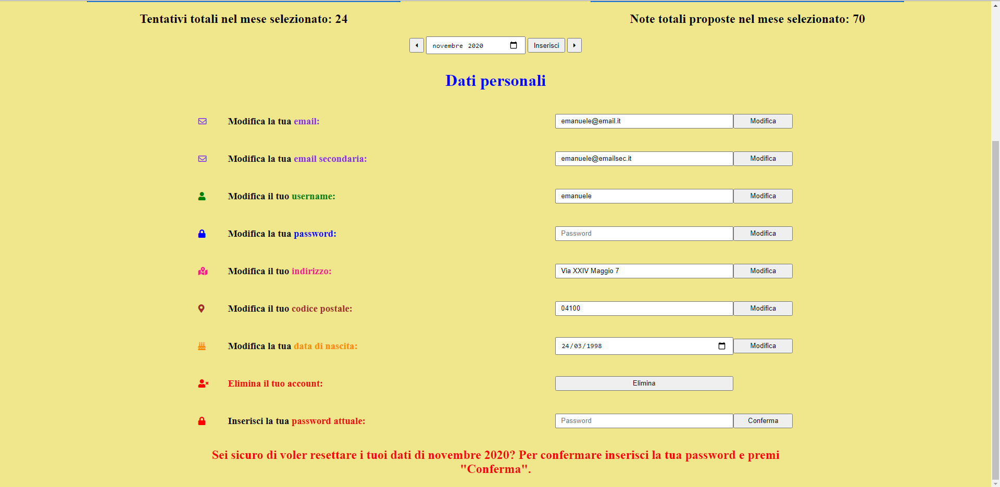 Tentativi totali nel mese selezionato: 24
Note totali proposte nel mese selezionato: 70
novembre 2020
Inserisci
Dati personali
Modifica la tua email:
emanuele@email.it
Modifica
Modifica la tua email secondaria:
emanuele@emailsec.it
Modifica
Modifica il tuo username:
emanuele
Modifica
Modifica la tua password:
Password
Modifica
Modifica il tuo indirizzo:
Via XXIV Maggio 7
Modifica
Modifica il tuo codice postale:
04100
Modifica
Modifica la tua data di nascita:
24/03/1998
Modifica
Elimina il tuo account:
Elimina
Inserisci la tua password attuale:
Password
Conferma
Sei sicuro di voler resettare i tuoi dati di novembre 2020? Per confermare inserisci la tua password e premi
"Conferma".